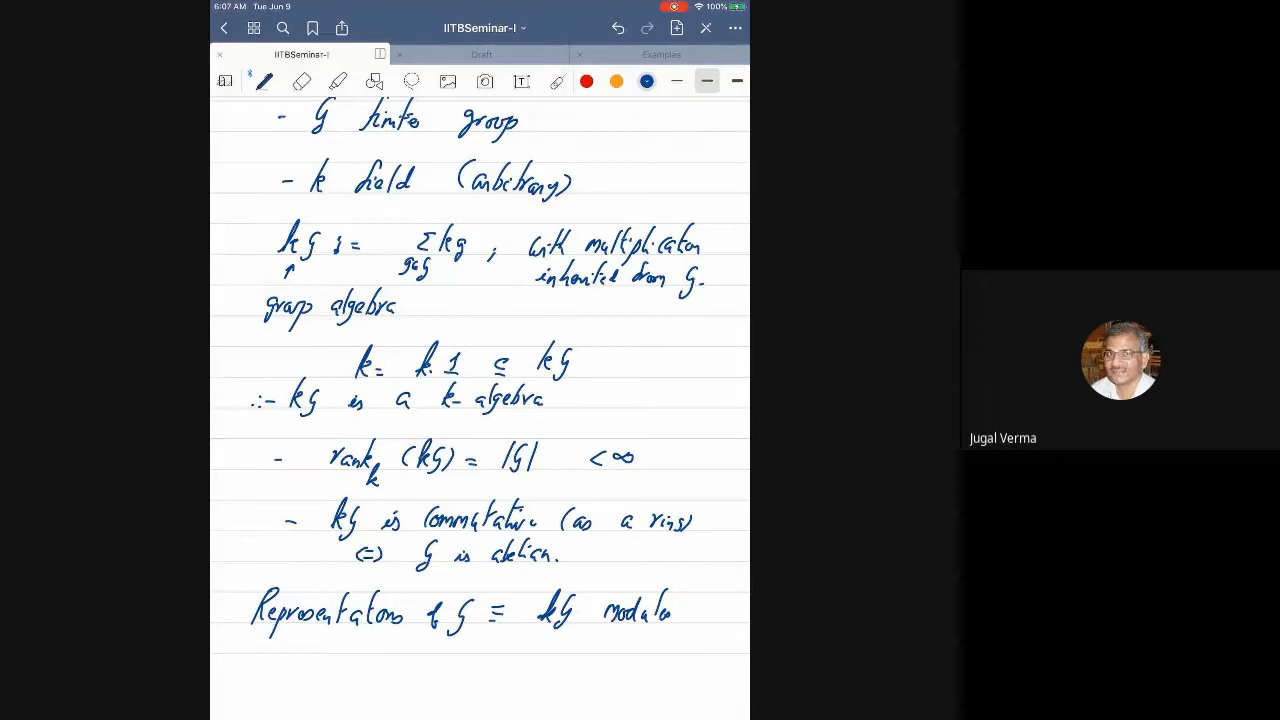 6:07 AM Tue Jun 9
100%
IITBSeminar-I
IITBSeminar-I
Draft
Examples
- G finite group
- k field (arbitrary)
kG := Σ kg ; with multiplication
g∈G inherited from G.
↑
group algebra
k = k.1 ⊆ kG
∴ - kG is a k-algebra
- rank_k (kG) = |G| < ∞
- kG is commutative (as a ring)
⇔ G is abelian.
Representations of G ≡ kG modules
Jugal Verma